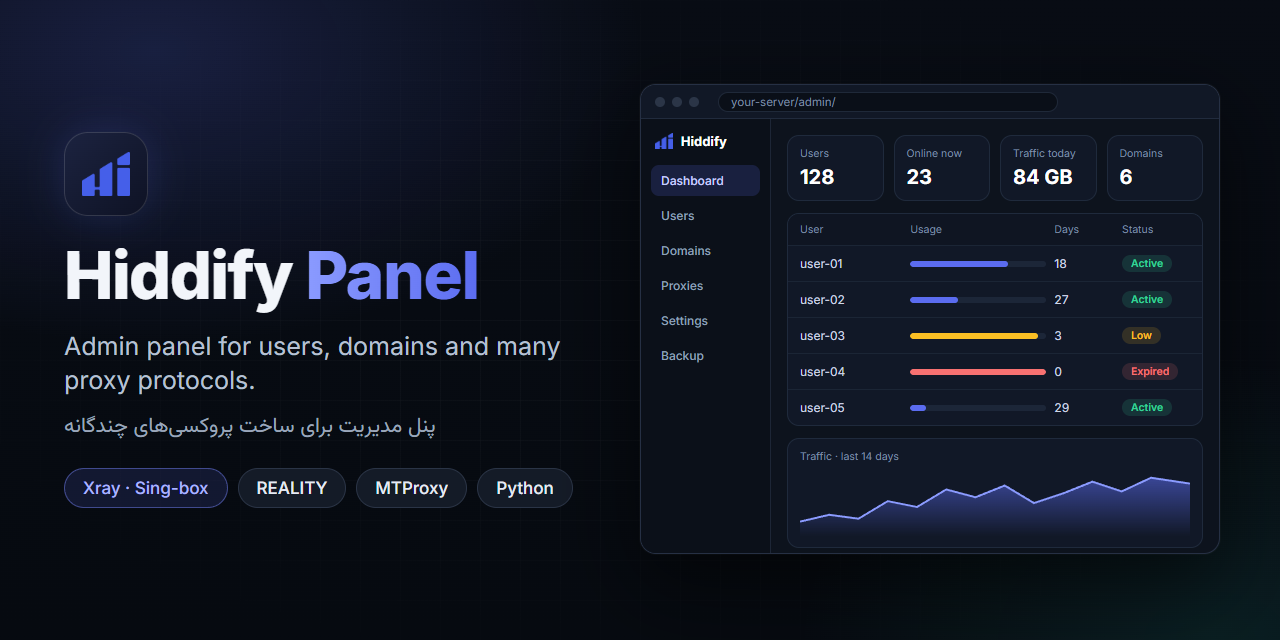 Hiddify Panel
Admin panel for users, domains and many
proxy protocols.
پنل مدیریت برای ساخت پروکسی‌های چندگانه
Xray · Sing-box
REALITY
MTProxy
Python
your-server/admin/
Hiddify
Dashboard
Users
Domains
Proxies
Settings
Backup
Users
128
Online now
23
Traffic today
84 GB
Domains
6
User Usage Days Status
user-01 18 Active
user-02 27 Active
user-03 3 Low
user-04 0 Expired
user-05 29 Active
Traffic · last 14 days